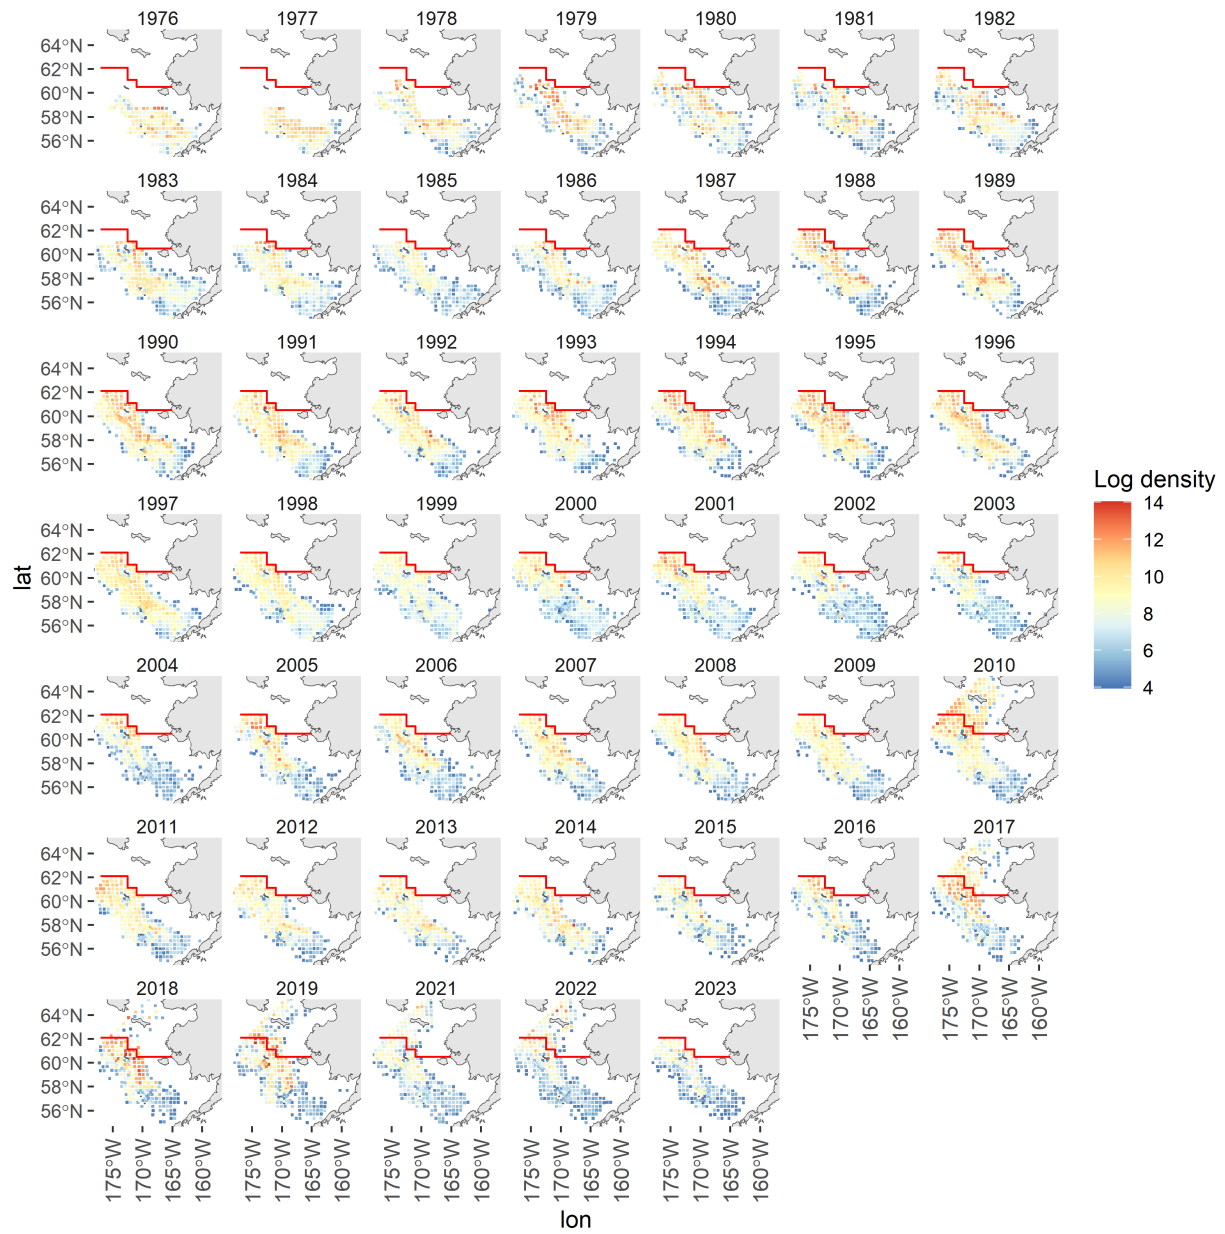 1976 1977 1978 1979 1980 1981 1982
64°N
62°N
60°N
58°N
56°N
1983 1984 1985 1986 1987 1988 1989
64°N
62°N
60°N
58°N
56°N
1990 1991 1992 1993 1994 1995 1996
64°N
62°N
60°N
58°N
56°N
Log density
14
12
10
8
6
4
1997 1998 1999 2000 2001 2002 2003
64°N
62°N
60°N
58°N
56°N
lat
2004 2005 2006 2007 2008 2009 2010
64°N
62°N
60°N
58°N
56°N
2011 2012 2013 2014 2015 2016 2017
64°N
62°N
60°N
58°N
56°N
175°W 170°W 165°W 160°W 175°W 170°W 165°W 160°W
2018 2019 2021 2022 2023
64°N
62°N
60°N
58°N
56°N
175°W 170°W 165°W 160°W 175°W 170°W 165°W 160°W 175°W 170°W 165°W 160°W 175°W 170°W 165°W 160°W 175°W 170°W 165°W 160°W
lon